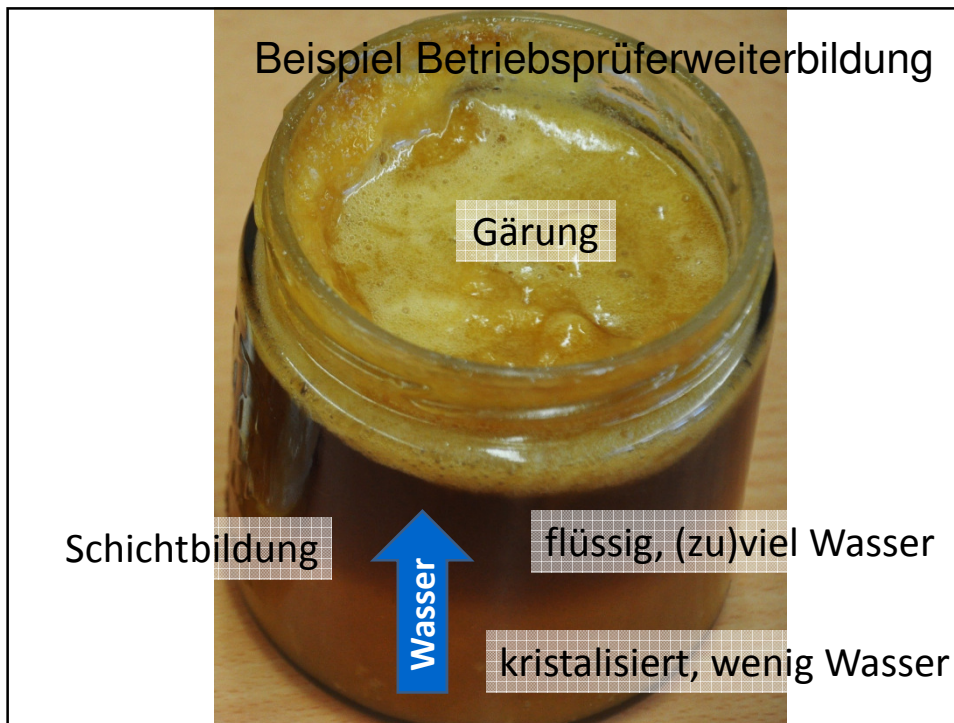 Beispiel Betriebsprüferweiterbildung
Gärung
Schichtbildung
flüssig, (zu)viel Wasser
Wasser
kristalisiert, wenig Wasser